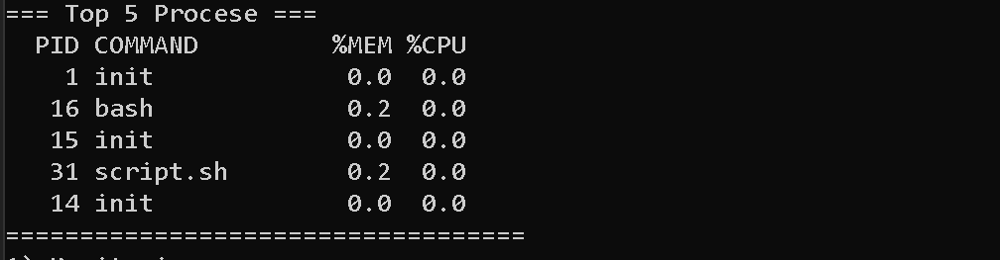 === Top 5 Procese ===
PID COMMAND %MEM %CPU
1 init 0.0 0.0
16 bash 0.2 0.0
15 init 0.0 0.0
31 script.sh 0.2 0.0
14 init 0.0 0.0
===================================